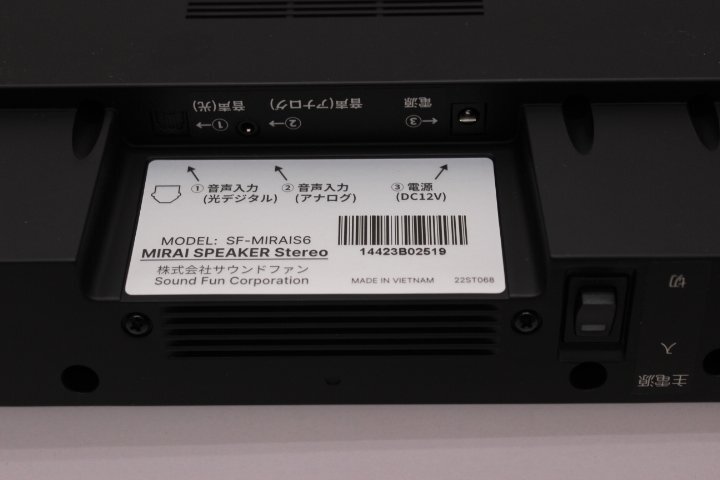 音声(光)
①→
音声(アナログ)
②→
電源
③→
① 音声入力
(光デジタル)
② 音声入力
(アナログ)
③ 電源
(DC12V)
MODEL: SF-MIRAIS6
MIRAI SPEAKER Stereo
株式会社サウンドファン
Sound Fun Corporation
14423B02519
MADE IN VIETNAM 22ST068
切
入
主電源